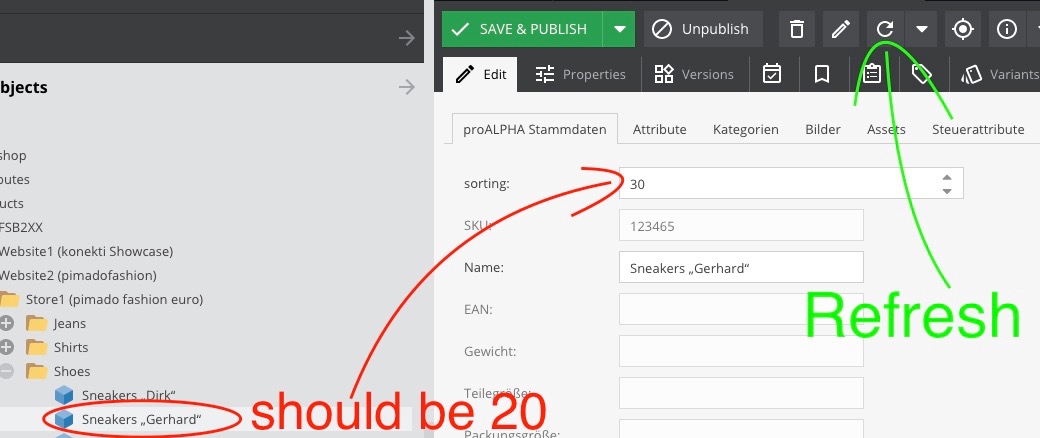 SAVE & PUBLISH
Unpublish
Edit
Properties
Versions
Variants
bjects
shop
butes
ucts
FSB2XX
Website1 (konekti Showcase)
Website2 (pimadofashion)
Store1 (pimado fashion euro)
Jeans
Shirts
Shoes
Sneakers „Dirk“
Sneakers „Gerhard“
should be 20
proALPHA Stammdaten
Attribute
Kategorien
Bilder
Assets
Steuerattribute
sorting:
30
SKU:
123465
Name:
Sneakers „Gerhard“
EAN:
Gewicht:
Teilegröße:
Packungsgröße:
Refresh